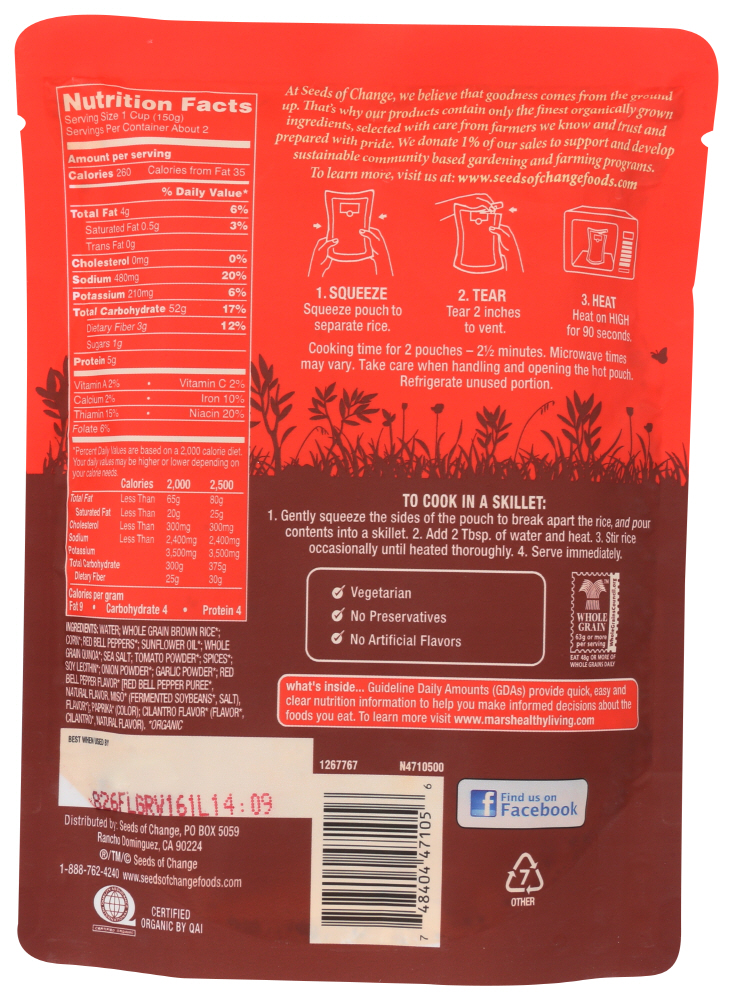 Nutrition Facts
Serving Size 1 Cup (150g)
Servings Per Container About 2
Amount per serving
Calories 260 Calories from Fat 35
% Daily Value*
Total Fat 4g 6%
Saturated Fat 0.5g 3%
Trans Fat 0g
Cholesterol 0mg 0%
Sodium 480mg 20%
Potassium 210mg 6%
Total Carbohydrate 52g 17%
Dietary Fiber 3g 12%
Sugars 1g
Protein 5g
Vitamin A 2% • Vitamin C 2%
Calcium 2% • Iron 10%
Thiamin 15% • Niacin 20%
Folate 6%
*Percent Daily Values are based on a 2,000 calorie diet.
Your daily values may be higher or lower depending on
your calorie needs.
Calories 2,000 2,500
Total Fat Less Than 65g 80g
Saturated Fat Less Than 20g 25g
Cholesterol Less Than 300mg 300mg
Sodium Less Than 2,400mg 2,400mg
Potassium 3,500mg 3,500mg
Total Carbohydrate 300g 375g
Dietary Fiber 25g 30g
Calories per gram
Fat 9 • Carbohydrate 4 • Protein 4
INGREDIENTS: WATER; WHOLE GRAIN BROWN RICE*;
CORN*; RED BELL PEPPERS*; SUNFLOWER OIL*; WHOLE
GRAIN QUINOA*; SEA SALT; TOMATO POWDER*; SPICES*;
SOY LECITHIN*; ONION POWDER*; GARLIC POWDER*; RED
BELL PEPPER FLAVOR* (RED BELL PEPPER PUREE*,
NATURAL FLAVOR, MISO* (FERMENTED SOYBEANS*, SALT),
FLAVOR*); PAPRIKA* (COLOR); CILANTRO FLAVOR* (FLAVOR*,
CILANTRO*, NATURAL FLAVOR). *ORGANIC
BEST WHEN USED BY
826FLGRV161L14:09
Distributed by: Seeds of Change, PO BOX 5059
Rancho Dominguez, CA 90224
®/TM/© Seeds of Change
1-888-762-4240 www.seedsofchangefoods.com
Q
CERTIFIED ORGANIC
CERTIFIED
ORGANIC BY QAI
At Seeds of Change, we believe that goodness comes from the ground
up. That's why our products contain only the finest organically grown
ingredients, selected with care from farmers we know and trust and
prepared with pride. We donate 1% of our sales to support and develop
sustainable community based gardening and farming programs.
To learn more, visit us at: www.seedsofchangefoods.com
1. SQUEEZE
Squeeze pouch to
separate rice.
2. TEAR
Tear 2 inches
to vent.
3. HEAT
Heat on HIGH
for 90 seconds.
Cooking time for 2 pouches – 2½ minutes. Microwave times
may vary. Take care when handling and opening the hot pouch.
Refrigerate unused portion.
TO COOK IN A SKILLET:
1. Gently squeeze the sides of the pouch to break apart the rice, and pour
contents into a skillet. 2. Add 2 Tbsp. of water and heat. 3. Stir rice
occasionally until heated thoroughly. 4. Serve immediately.
Vegetarian
No Preservatives
No Artificial Flavors
WHOLE
GRAIN
63g or more
per serving
WholeGrainsCouncil.org
EAT 48g OR MORE OF
WHOLE GRAINS DAILY
what's inside... Guideline Daily Amounts (GDAs) provide quick, easy and
clear nutrition information to help you make informed decisions about the
foods you eat. To learn more visit www.marshealthyliving.com
1267767 N4710500
7 48404 47105 6
f Find us on
Facebook
7
OTHER